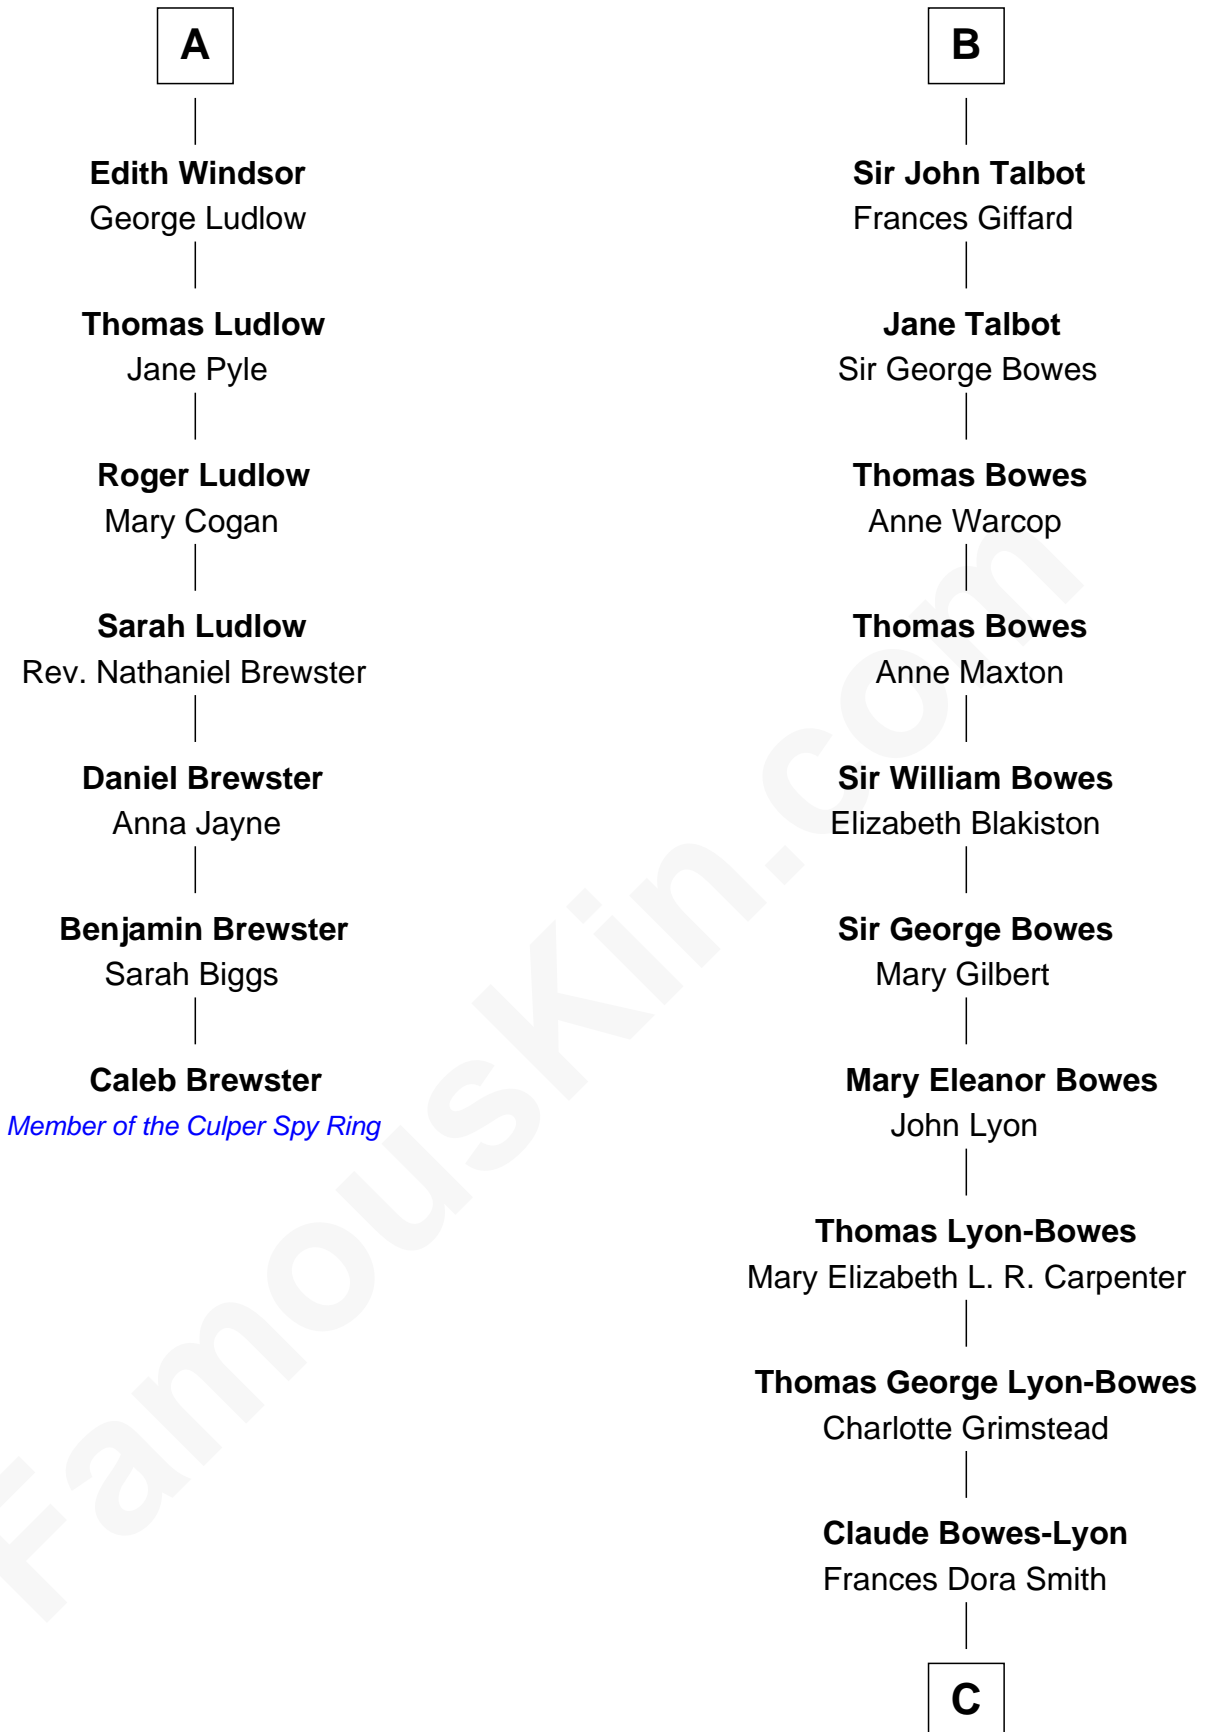 A
Edith Windsor
George Ludlow
Thomas Ludlow
Jane Pyle
Roger Ludlow
Mary Cogan
Sarah Ludlow
Rev. Nathaniel Brewster
Daniel Brewster
Anna Jayne
Benjamin Brewster
Sarah Biggs
Caleb Brewster
Member of the Culper Spy Ring
B
Sir John Talbot
Frances Giffard
Jane Talbot
Sir George Bowes
Thomas Bowes
Anne Warcop
Thomas Bowes
Anne Maxton
Sir William Bowes
Elizabeth Blakiston
Sir George Bowes
Mary Gilbert
Mary Eleanor Bowes
John Lyon
Thomas Lyon-Bowes
Mary Elizabeth L. R. Carpenter
Thomas George Lyon-Bowes
Charlotte Grimstead
Claude Bowes-Lyon
Frances Dora Smith
C
FamousKin.com